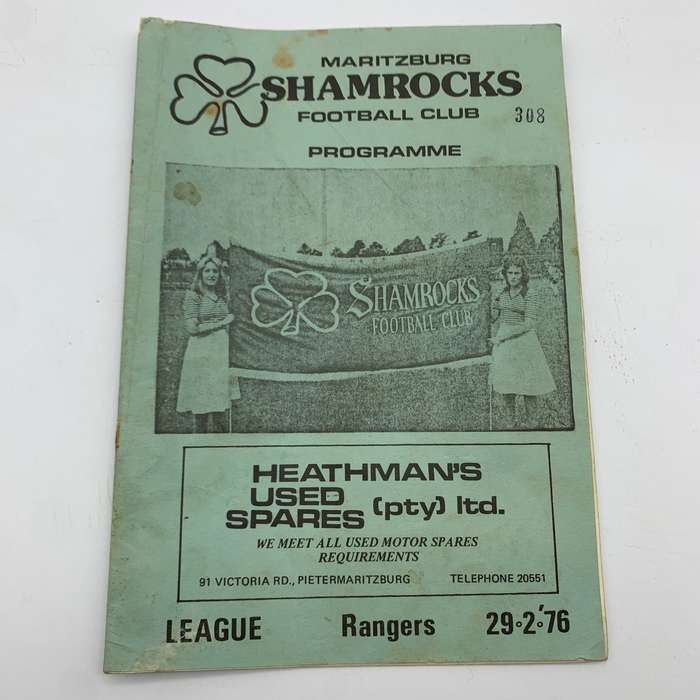 MARITZBURG
SHAMROCKS
FOOTBALL CLUB 308
PROGRAMME
SHAMROCKS
FOOTBALL CLUB
HEATHMAN'S
USED
SPARES (pty) ltd.
WE MEET ALL USED MOTOR SPARES
REQUIREMENTS
91 VICTORIA RD., PIETERMARITZBURG TELEPHONE 20551
LEAGUE Rangers 29·2·'76